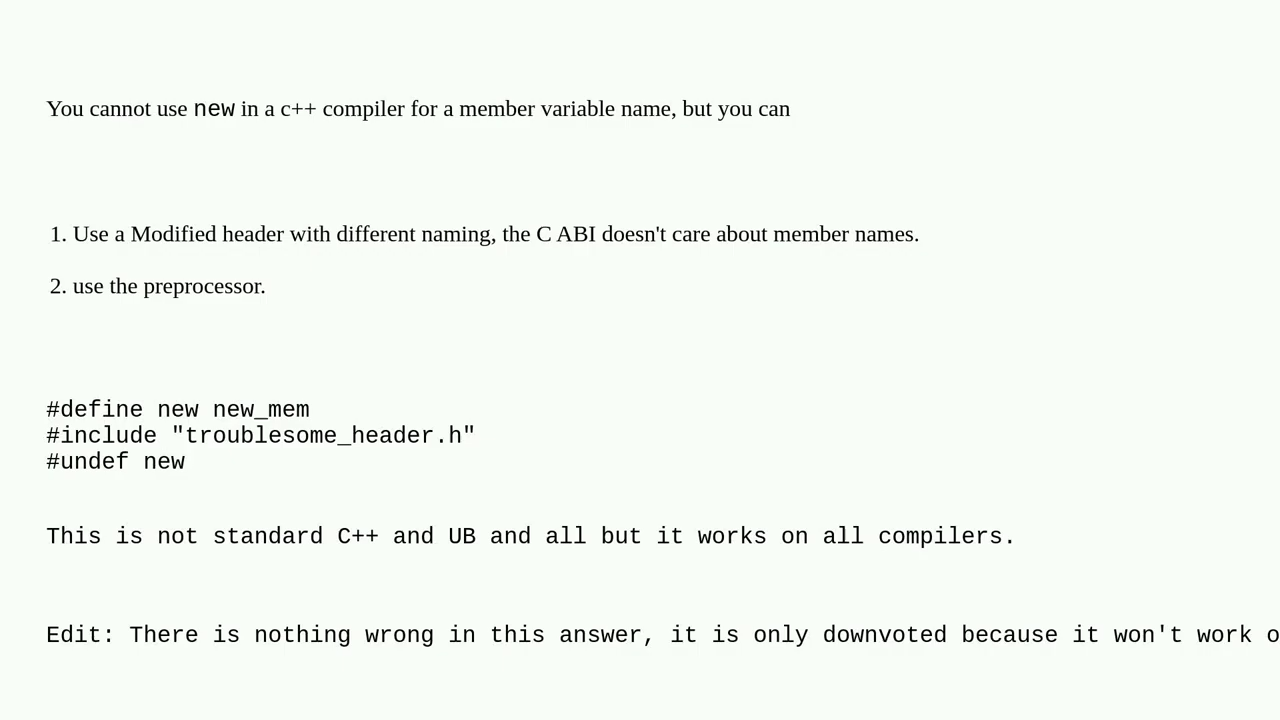 You cannot use new in a c++ compiler for a member variable name, but you can
1. Use a Modified header with different naming, the C ABI doesn't care about member names.
2. use the preprocessor.
#define new new_mem
#include "troublesome_header.h"
#undef new
This is not standard C++ and UB and all but it works on all compilers.
Edit: There is nothing wrong in this answer, it is only downvoted because it won't work